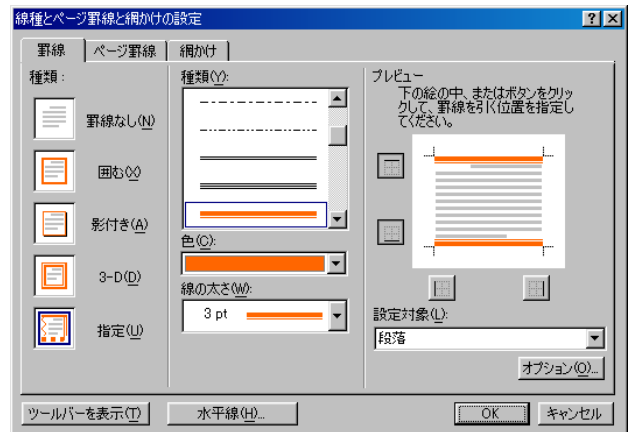 線種とページ罫線と網かけの設定
罫線
ページ罫線
網かけ
種類:
罫線なし(N)
囲む(X)
影付き(A)
3-D(D)
指定(U)
種類(Y):
色(C):
線の太さ(W):
3 pt
プレビュー
下の絵の中、またはボタンをクリッ
クして、罫線を引く位置を指定し
てください。
設定対象(L):
段落
オプション(O)...
ツールバーを表示(T)
水平線(H)...
OK
キャンセル